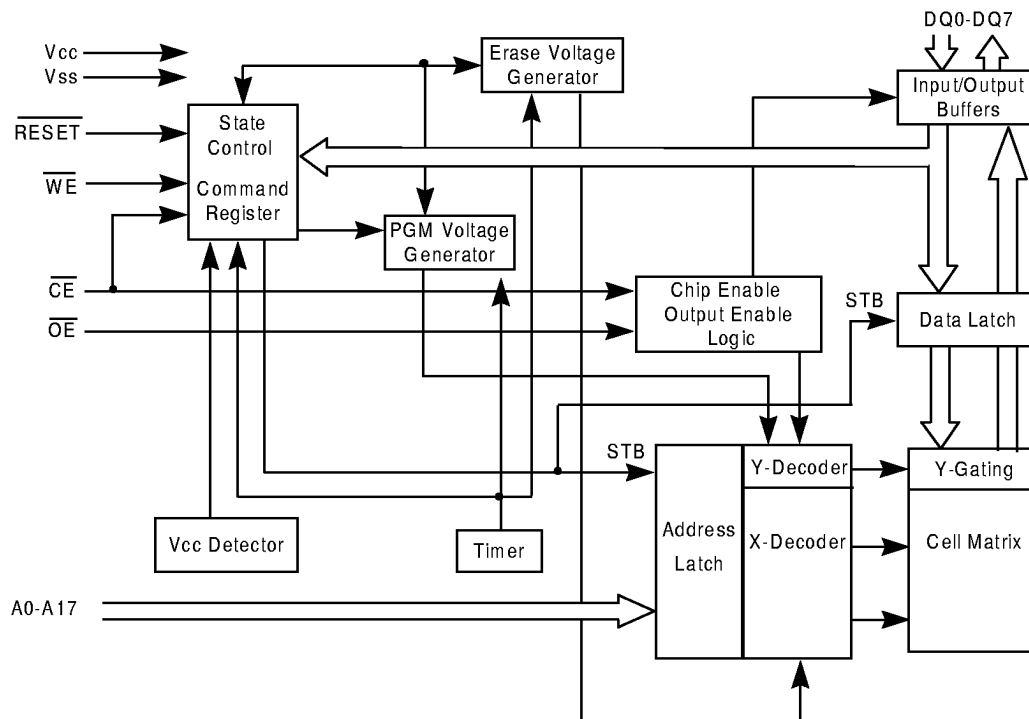 DQ0-DQ7
Vcc
Vss
Erase Voltage
Generator
Input/Output
Buffers
RESET
State
Control
WE
Command
Register
PGM Voltage
Generator
CE
Chip Enable
Output Enable
Logic
STB
Data Latch
OE
STB
Y-Decoder
Y-Gating
Address
Latch
X-Decoder
Cell Matrix
Vcc Detector
Timer
A0-A17